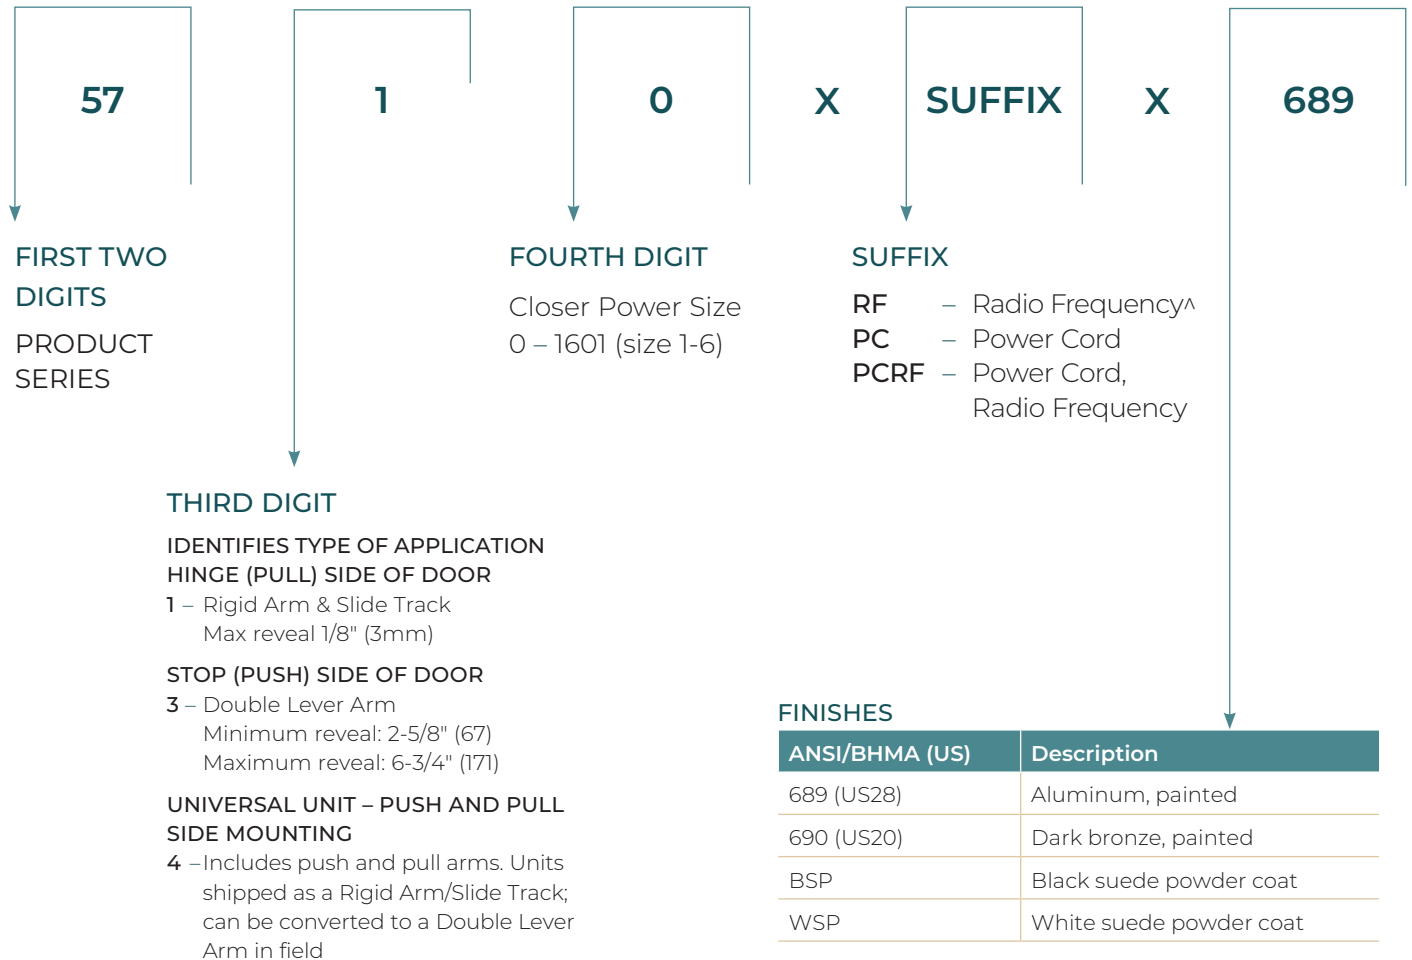 57 1 0 X SUFFIX X 689
FIRST TWO
DIGITS
PRODUCT
SERIES
FOURTH DIGIT
Closer Power Size
0 – 1601 (size 1-6)
SUFFIX
RF – Radio Frequency^
PC – Power Cord
PCRF – Power Cord,
Radio Frequency
THIRD DIGIT
IDENTIFIES TYPE OF APPLICATION
HINGE (PULL) SIDE OF DOOR
1 – Rigid Arm & Slide Track
Max reveal 1/8" (3mm)
STOP (PUSH) SIDE OF DOOR
3 – Double Lever Arm
Minimum reveal: 2-5/8" (67)
Maximum reveal: 6-3/4" (171)
UNIVERSAL UNIT – PUSH AND PULL
SIDE MOUNTING
4 –Includes push and pull arms. Units
shipped as a Rigid Arm/Slide Track;
can be converted to a Double Lever
Arm in field
FINISHES
ANSI/BHMA (US) Description
689 (US28) Aluminum, painted
690 (US20) Dark bronze, painted
BSP Black suede powder coat
WSP White suede powder coat